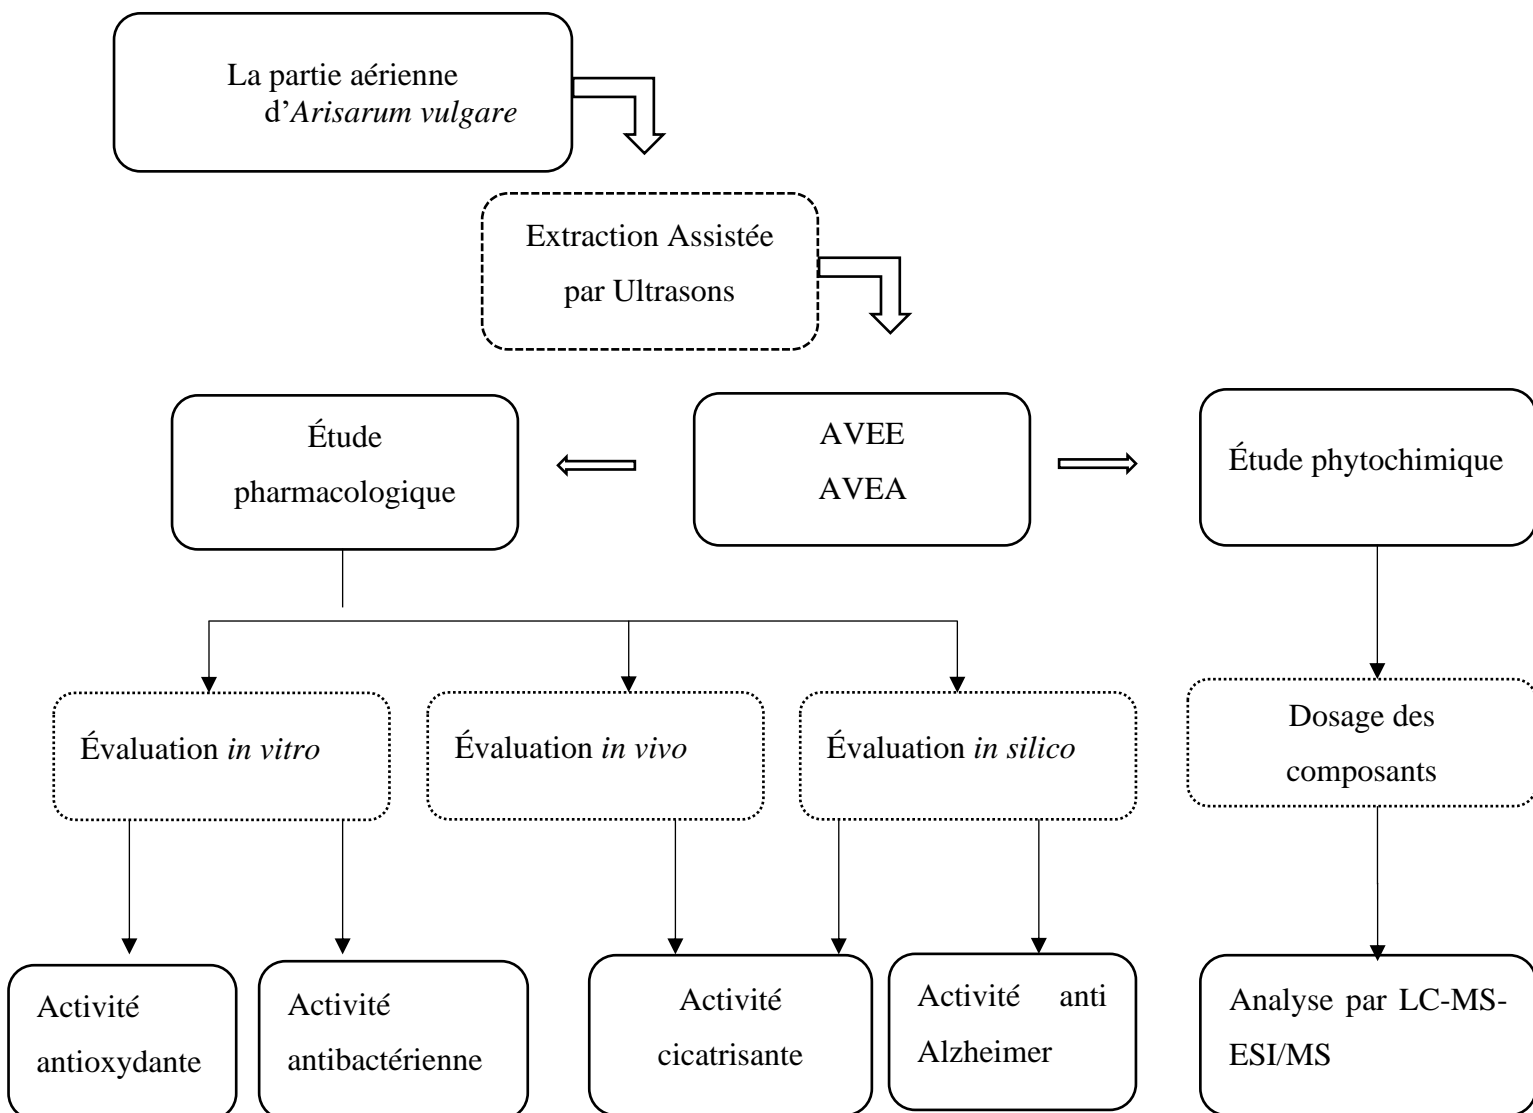 La partie aérienne
d’Arisarum vulgare
Extraction Assistée
par Ultrasons
Étude
pharmacologique
AVEE
AVEA
Étude phytochimique
Évaluation in vitro
Évaluation in vivo
Évaluation in silico
Dosage des
composants
Activité
antioxydante
Activité
antibactérienne
Activité
cicatrisante
Activité anti
Alzheimer
Analyse par LC-MS-
ESI/MS